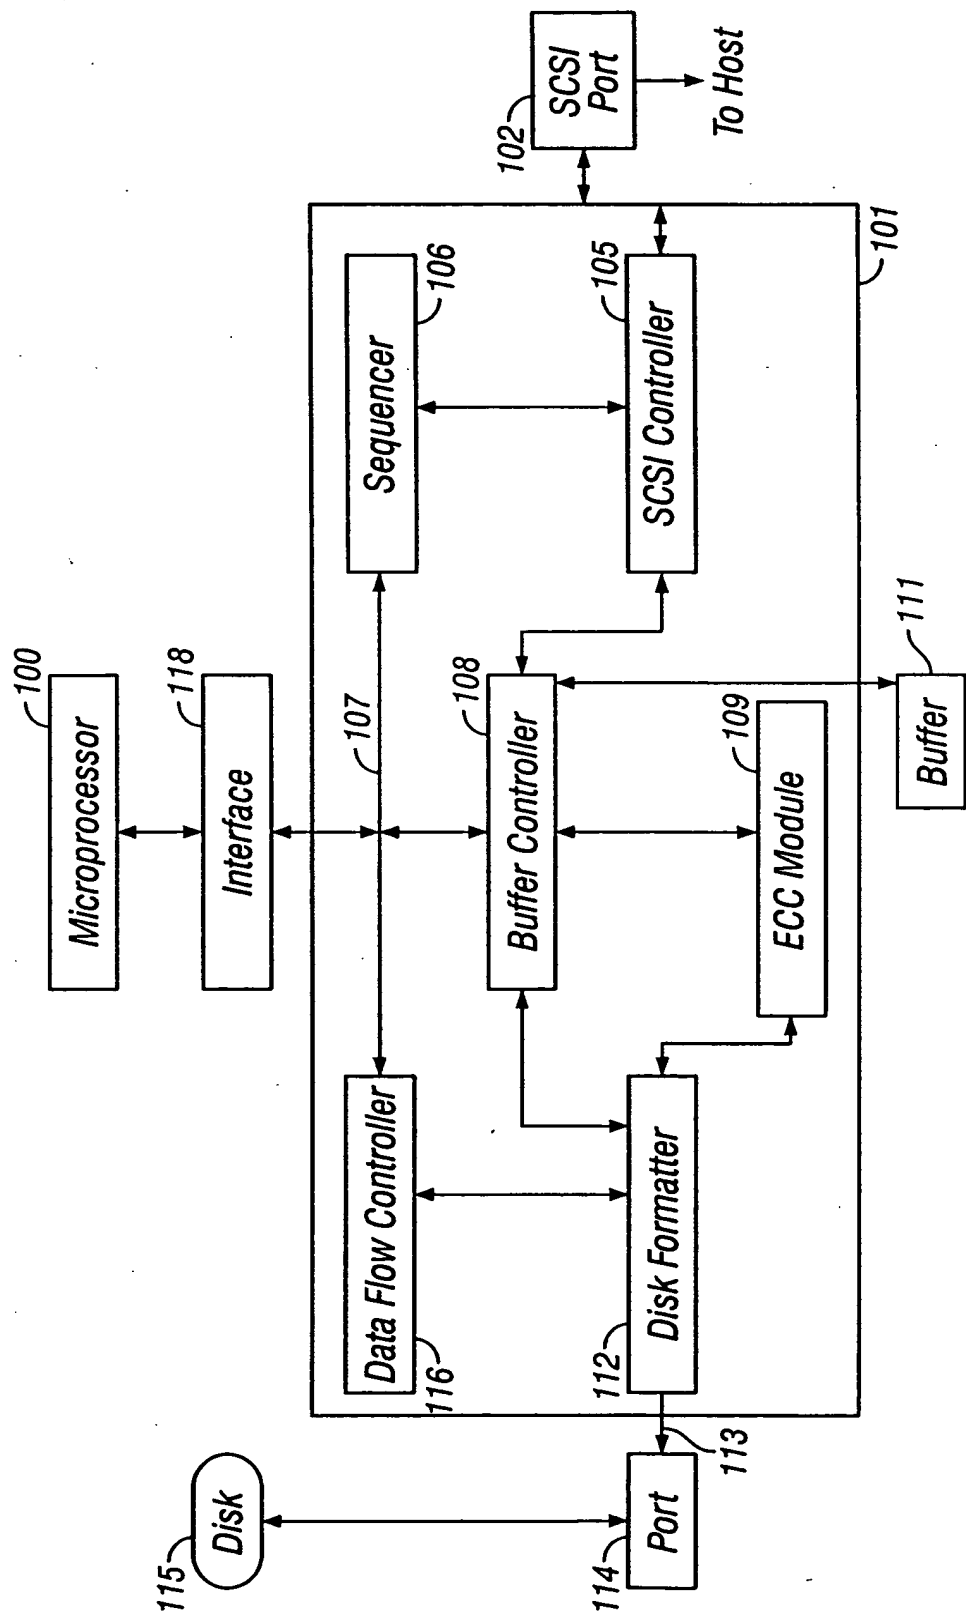 100
Microprocessor
118
Interface
115
Disk
116
Data Flow Controller
107
Sequencer
106
108
Buffer Controller
102
SCSI
Port
To Host
114
Port
113
112
Disk Formatter
105
SCSI Controller
109
ECC Module
101
111
Buffer